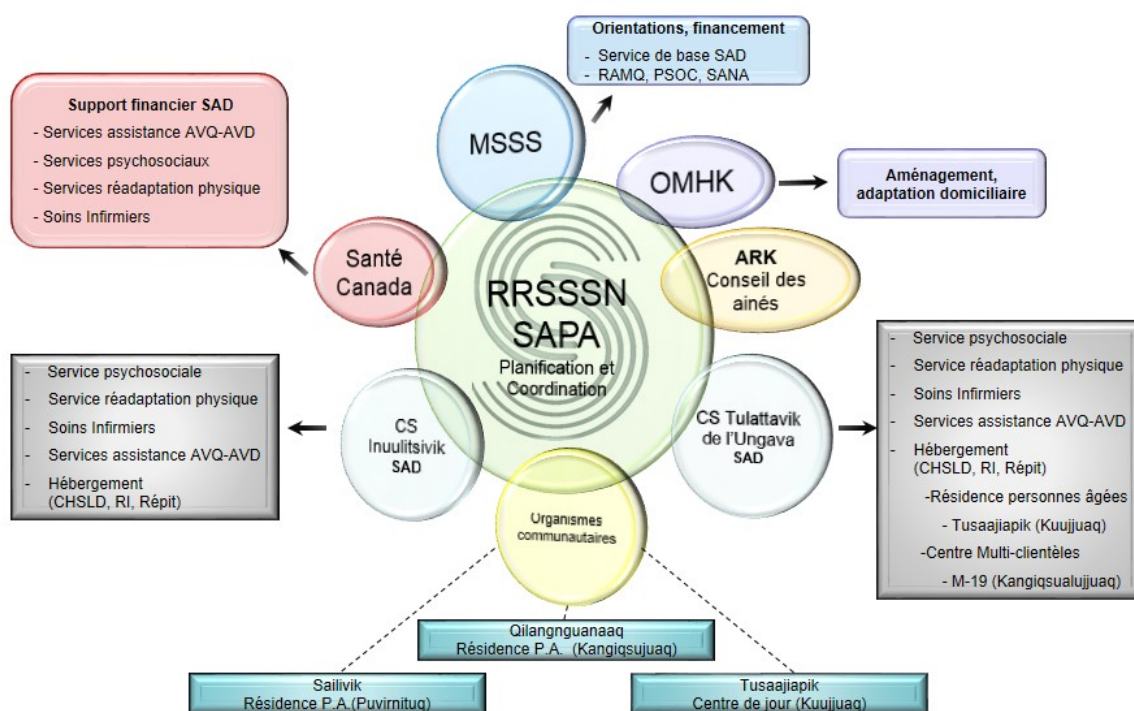 Orientations, financement
- Service de base SAD
- RAMQ, PSOC, SANA
Support financier SAD
- Services assistance AVQ-AVD
- Services psychosociaux
- Services réadaptation physique
- Soins Infirmiers
MSSS
OMHK
Aménagement,
adaptation domiciliaire
Santé
Canada
RRSSSN
SAPA
Planification et
Coordination
ARK
Conseil des
ainés
- Service psychosociale
- Service réadaptation physique
- Soins Infirmiers
- Services assistance AVQ-AVD
- Hébergement
(CHSLD, RI, Répit)
CS
Inuulitsivik
SAD
CS Tulattavik
de l'Ungava
SAD
- Service psychosociale
- Service réadaptation physique
- Soins Infirmiers
- Services assistance AVQ-AVD
- Hébergement
(CHSLD, RI, Répit)
-Résidence personnes âgées
- Tusaajiapik (Kuujjuaq)
-Centre Multi-clientèles
- M-19 (Kangiqsualujjuaq)
Organismes
communautaires
Qilangnguanaaq
Résidence P.A. (Kangiqsujuaq)
Sailivik
Résidence P.A.(Puvirnituq)
Tusaajiapik
Centre de jour (Kuujjuaq)